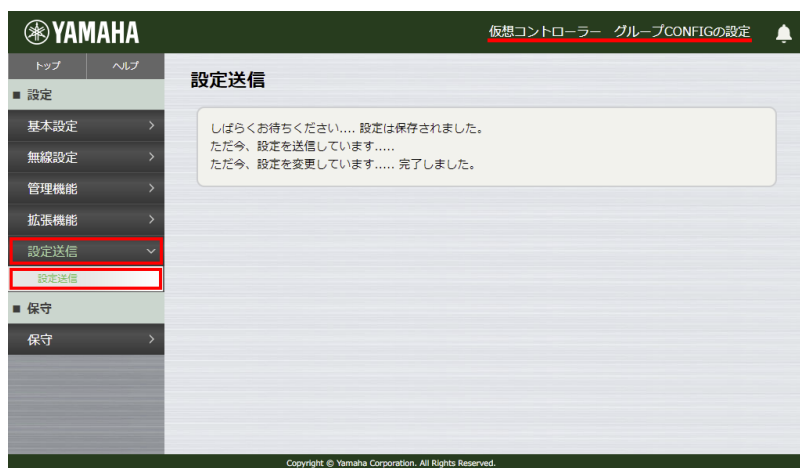 YAMAHA
仮想コントローラー グループCONFIGの設定
トップ ヘルプ
■ 設定
基本設定
無線設定
管理機能
拡張機能
設定送信
設定送信
■ 保守
保守
設定送信
しばらくお待ちください.... 設定は保存されました。
ただ今、設定を送信しています.....
ただ今、設定を変更しています..... 完了しました。
Copyright © Yamaha Corporation. All Rights Reserved.